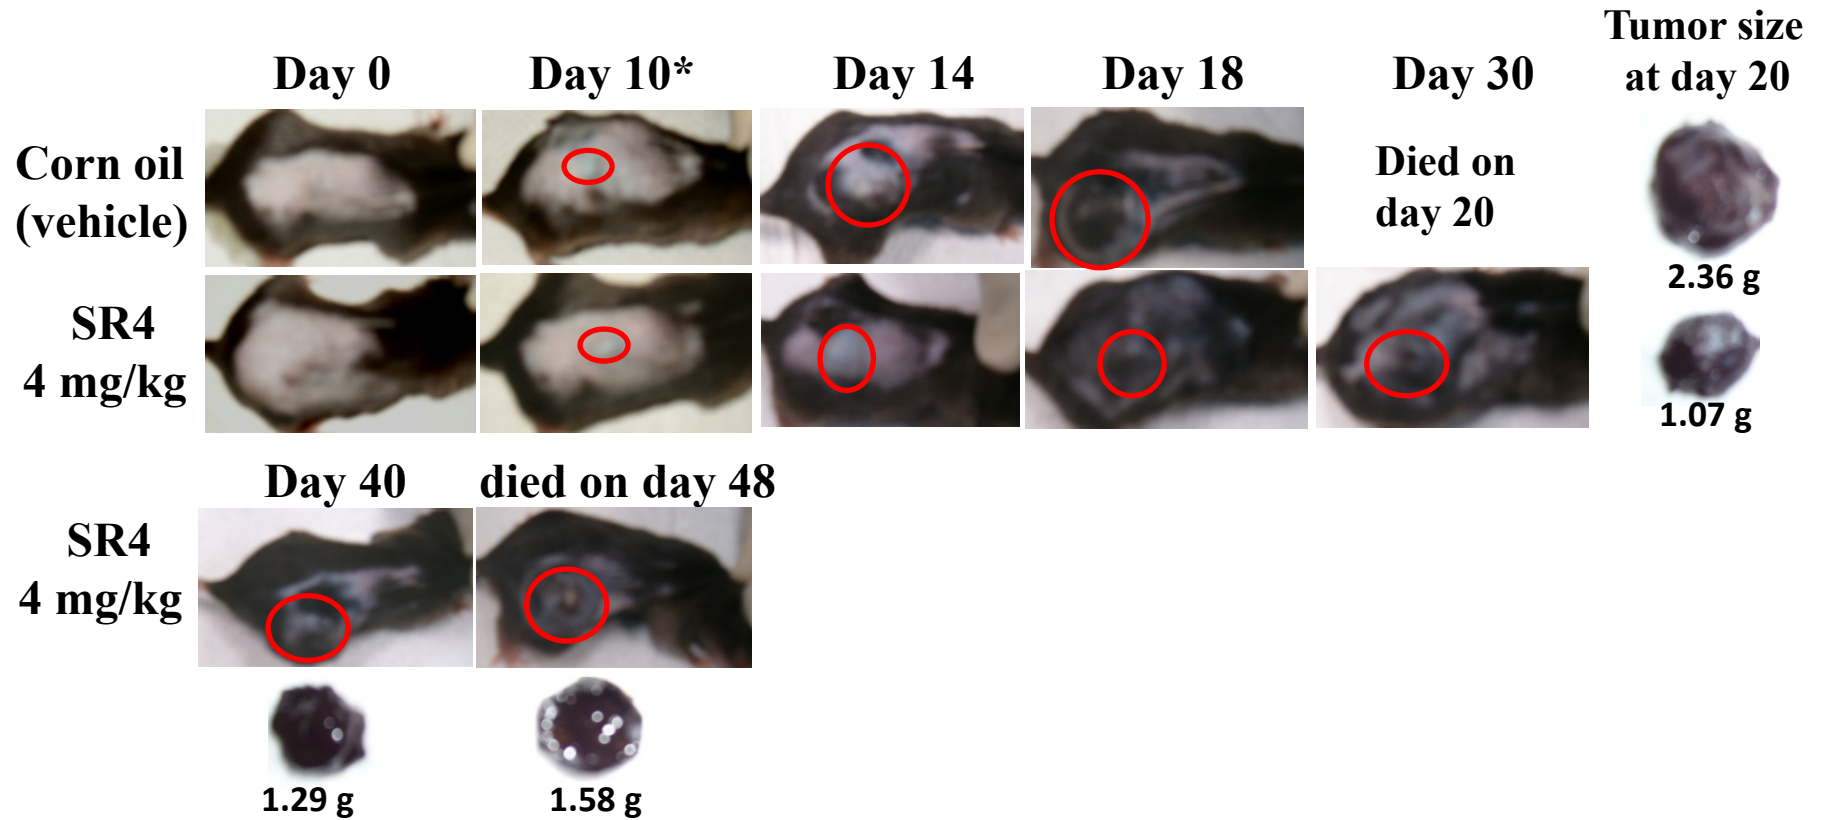 Day 0
Day 10*
Day 14
Day 18
Day 30
Tumor size
at day 20
Corn oil
(vehicle)
Died on
day 20
2.36 g
SR4
4 mg/kg
1.07 g
Day 40
died on day 48
SR4
4 mg/kg
1.29 g
1.58 g